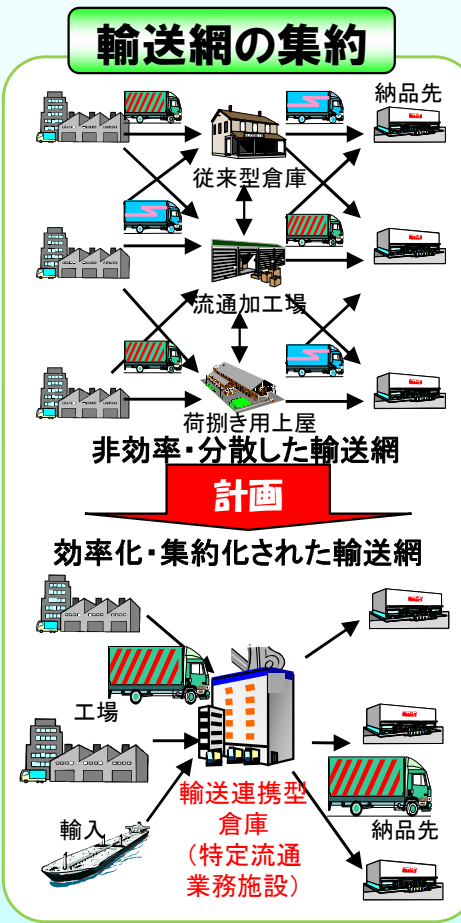 輸送網の集約
納品先
従来型倉庫
流通加工場
荷捌き用上屋
非効率・分散した輸送網
計画
効率化・集約化された輸送網
工場
輸入
輸送連携型
倉庫
（特定流通
業務施設）
納品先